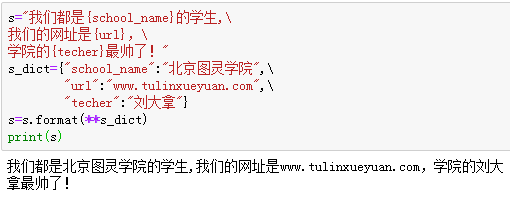 s="我们都是{school_name}的学生,\
我们的网址是{url}，\
学院的{techer}最帅了！"
s_dict={"school_name":"北京图灵学院",\
"url":"www.tulinxueyuan.com",\
"techer":"刘大拿"}
s=s.format(**s_dict)
print(s)
我们都是北京图灵学院的学生,我们的网址是www.tulinxueyuan.com，学院的刘大
拿最帅了！